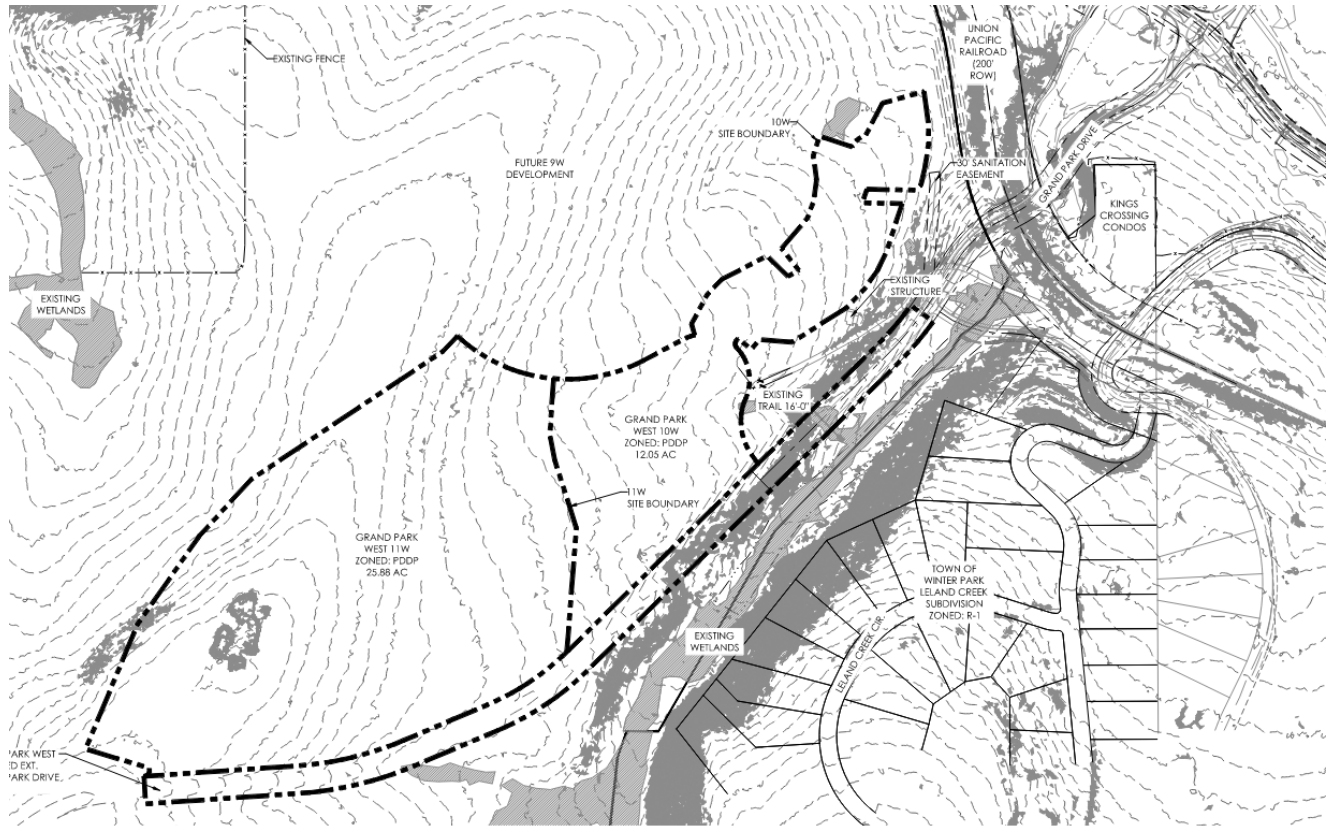 UNION
PACIFIC
RAILROAD
(200'
ROW)
EXISTING FENCE
10W
SITE BOUNDARY
GRAND PARK DRIVE
FUTURE 9W
DEVELOPMENT
30' SANITATION
EASEMENT
KINGS
CROSSING
CONDOS
EXISTING
WETLANDS
EXISTING
STRUCTURE
EXISTING
TRAIL 16'-0"
GRAND PARK
WEST 10W
ZONED: PDDP
12.05 AC
11W
SITE BOUNDARY
GRAND PARK
WEST 11W
ZONED: PDDP
25.88 AC
TOWN OF
WINTER PARK
LELAND CREEK
SUBDIVISION
ZONED: R-1
EXISTING
WETLANDS
LELAND CREEK CIR.
PARK WEST
ED EXT.
PARK DRIVE